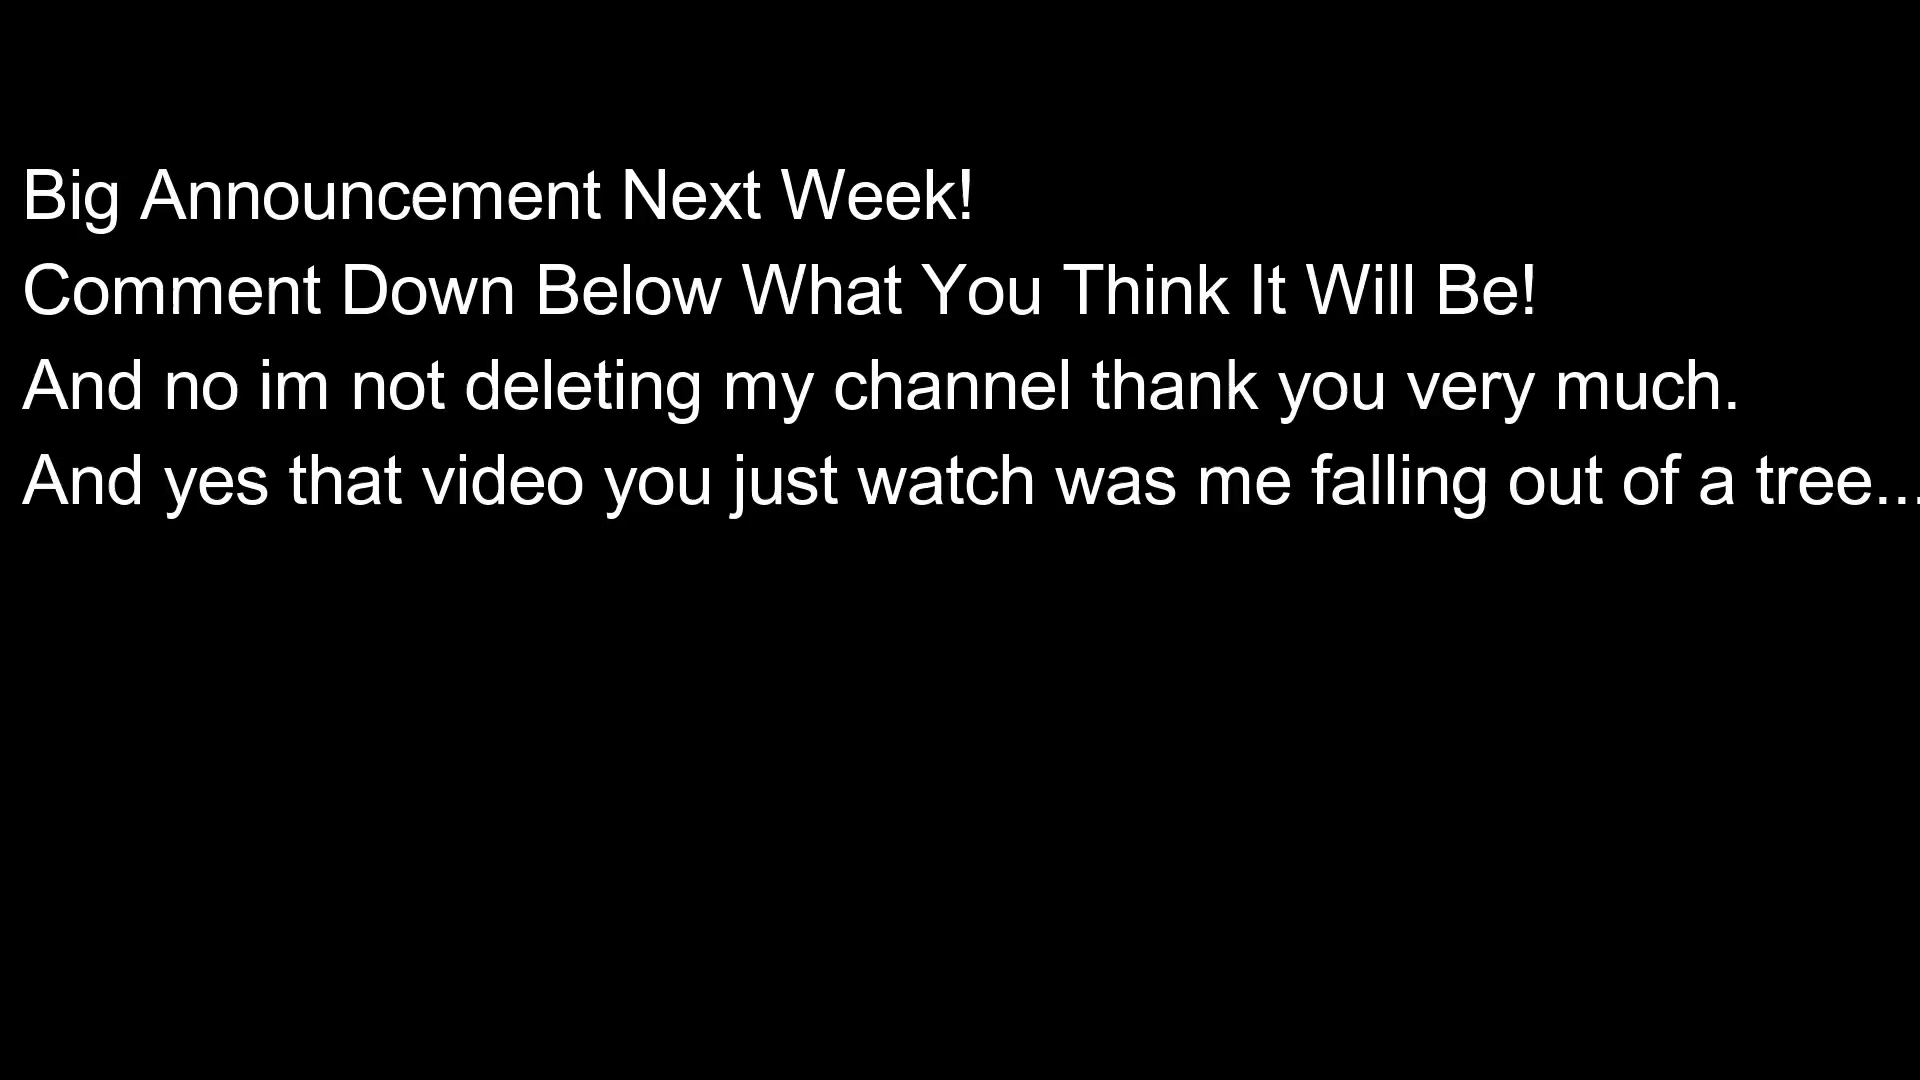 Big Announcement Next Week!
Comment Down Below What You Think It Will Be!
And no im not deleting my channel thank you very much.
And yes that video you just watch was me falling out of a tree...